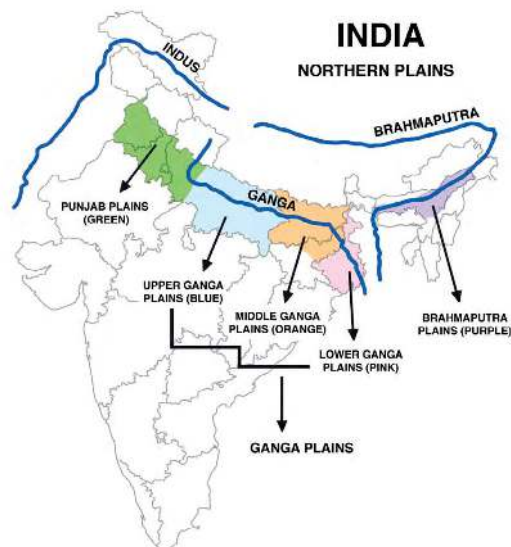 INDIA
NORTHERN PLAINS
INDUS
BRAHMAPUTRA
GANGA
PUNJAB PLAINS
(GREEN)
UPPER GANGA
PLAINS (BLUE)
MIDDLE GANGA
PLAINS (ORANGE)
LOWER GANGA
PLAINS (PINK)
BRAHMAPUTRA
PLAINS (PURPLE)
GANGA PLAINS